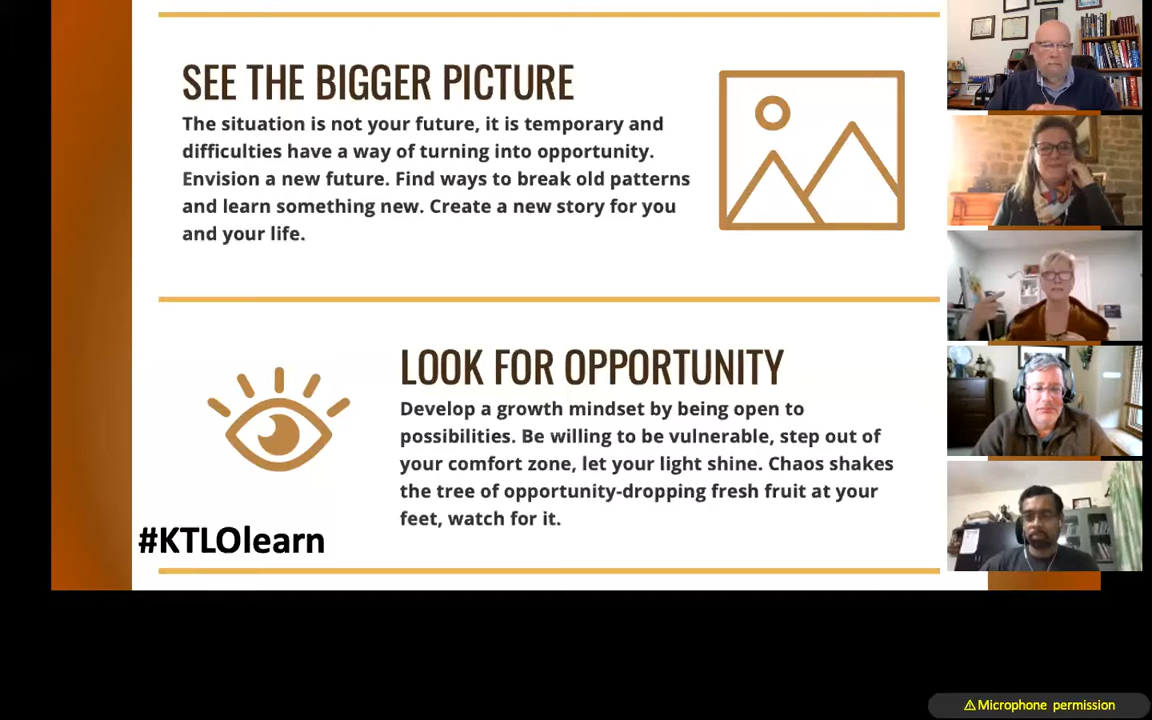 SEE THE BIGGER PICTURE
The situation is not your future, it is temporary and
difficulties have a way of turning into opportunity.
Envision a new future. Find ways to break old patterns
and learn something new. Create a new story for you
and your life.
LOOK FOR OPPORTUNITY
Develop a growth mindset by being open to
possibilities. Be willing to be vulnerable, step out of
your comfort zone, let your light shine. Chaos shakes
the tree of opportunity-dropping fresh fruit at your
feet, watch for it.
#KTLOlearn
⚠Microphone permission